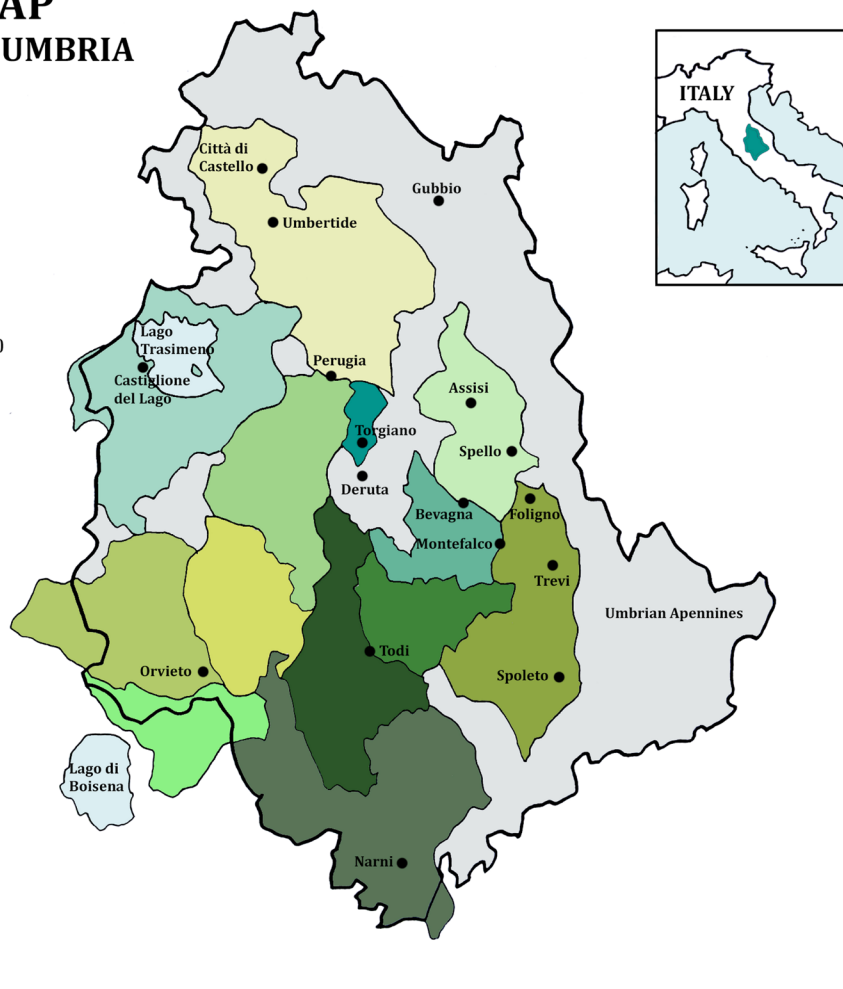 AP
UMBRIA
ITALY
Città di
Castello
Gubbio
Umbertide
Lago
Trasimeno
Castiglione
del Lago
Perugia
Assisi
Torgiano
Spello
Deruta
Bevagna
Foligno
Montefalco
Trevi
Umbrian Apennines
Todi
Orvieto
Spoleto
Lago di
Boisena
Narni